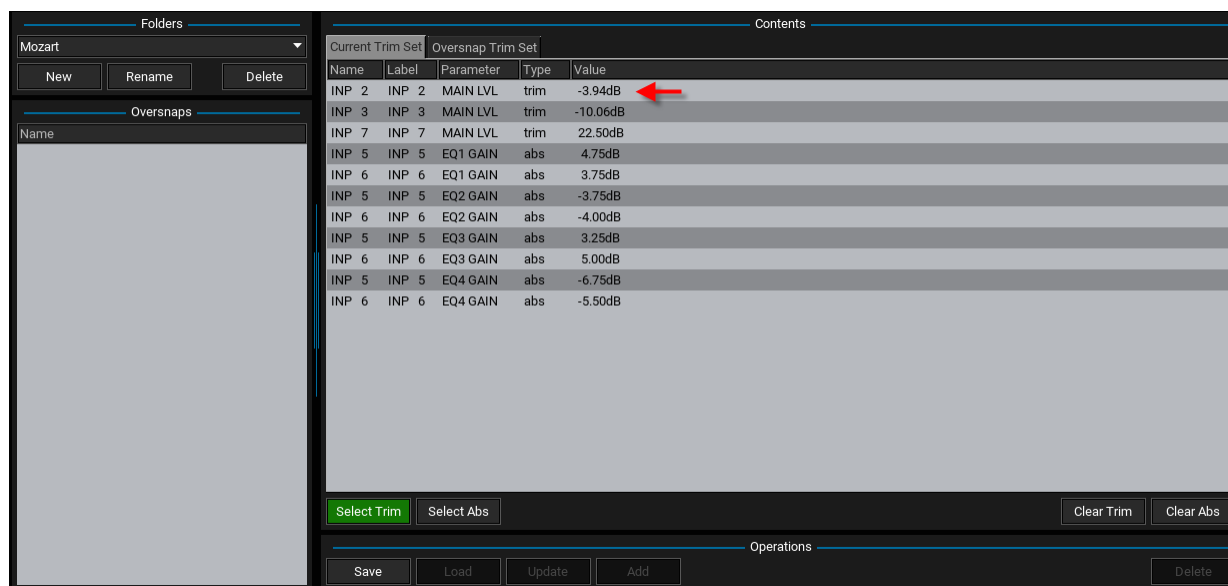 Folders
Mozart
New Rename Delete
Oversnaps
Name
Contents
Current Trim Set Oversnap Trim Set
Name Label Parameter Type Value
INP 2 INP 2 MAIN LVL trim -3.94dB
INP 3 INP 3 MAIN LVL trim -10.06dB
INP 7 INP 7 MAIN LVL trim 22.50dB
INP 5 INP 5 EQ1 GAIN abs 4.75dB
INP 6 INP 6 EQ1 GAIN abs 3.75dB
INP 5 INP 5 EQ2 GAIN abs -3.75dB
INP 6 INP 6 EQ2 GAIN abs -4.00dB
INP 5 INP 5 EQ3 GAIN abs 3.25dB
INP 6 INP 6 EQ3 GAIN abs 5.00dB
INP 5 INP 5 EQ4 GAIN abs -6.75dB
INP 6 INP 6 EQ4 GAIN abs -5.50dB
Select Trim Select Abs Clear Trim Clear Abs
Operations
Save Load Update Add Delete